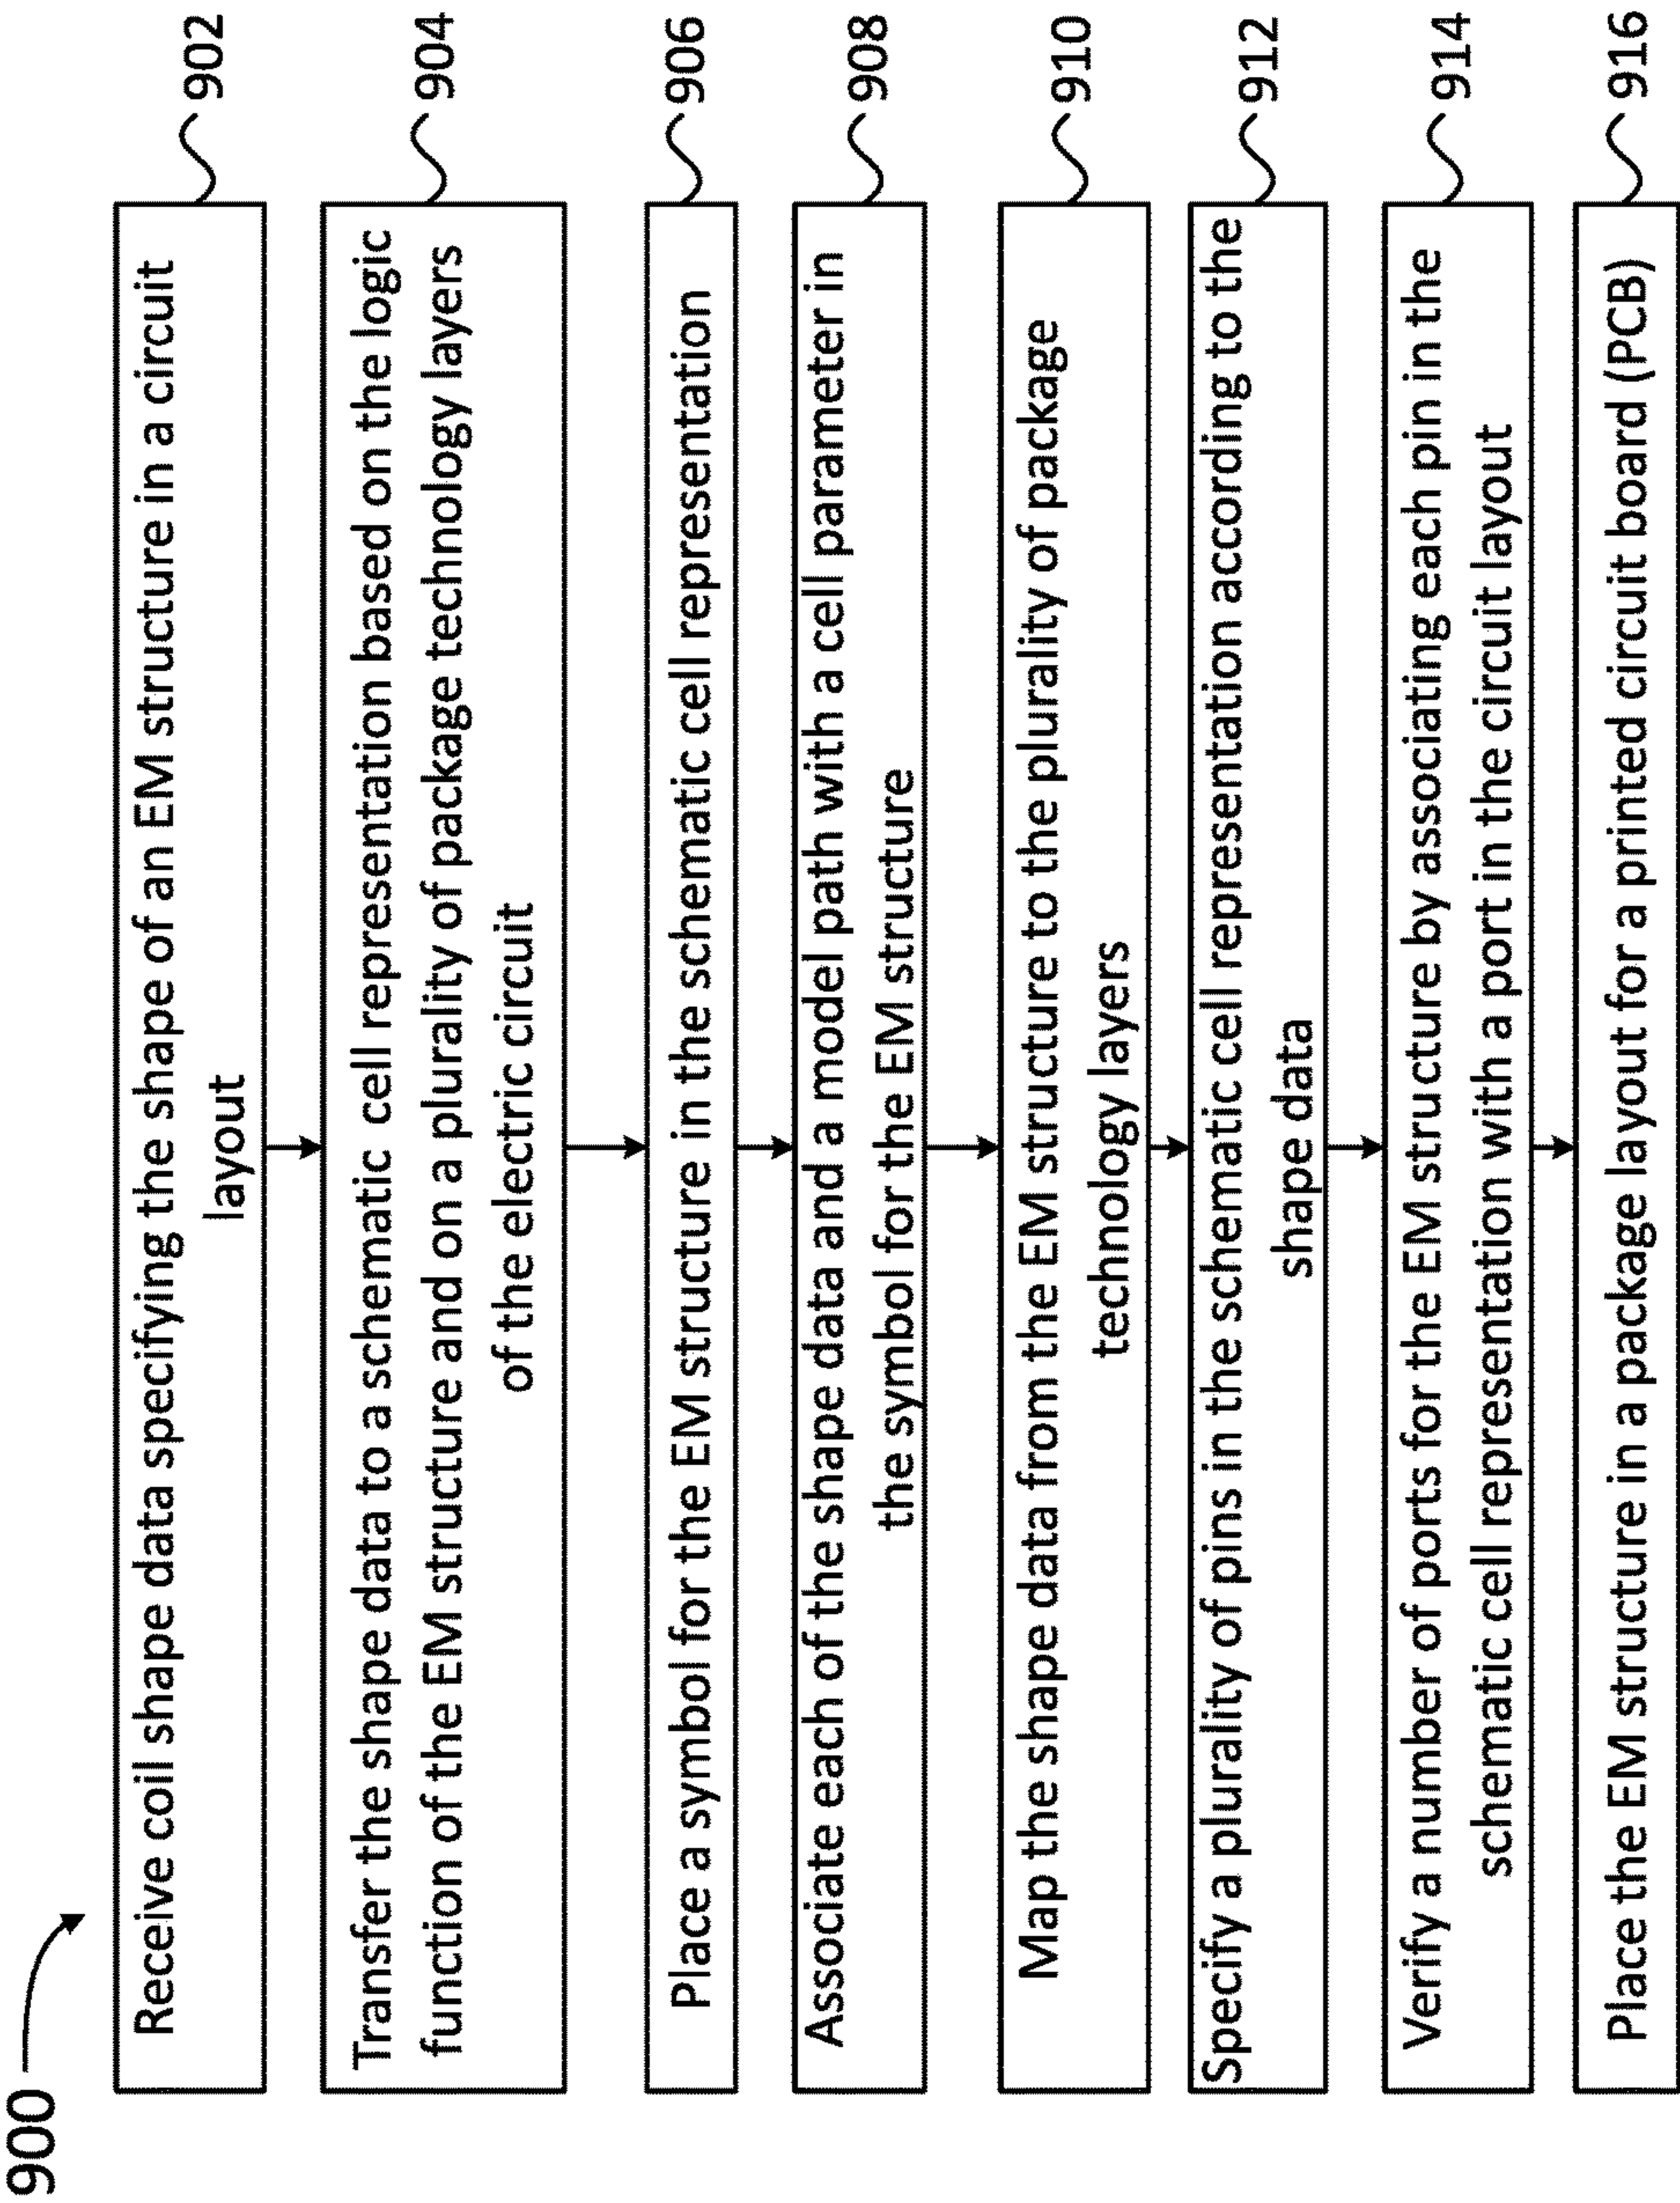 900
Receive coil shape data specifying the shape of an EM structure in a circuit
layout
902
Transfer the shape data to a schematic cell representation based on the logic
function of the EM structure and on a plurality of package technology layers
of the electric circuit
904
Place a symbol for the EM structure in the schematic cell representation
906
Associate each of the shape data and a model path with a cell parameter in
the symbol for the EM structure
908
Map the shape data from the EM structure to the plurality of package
technology layers
910
Specify a plurality of pins in the schematic cell representation according to the
shape data
912
Verify a number of ports for the EM structure by associating each pin in the
schematic cell representation with a port in the circuit layout
914
Place the EM structure in a package layout for a printed circuit board (PCB)
916